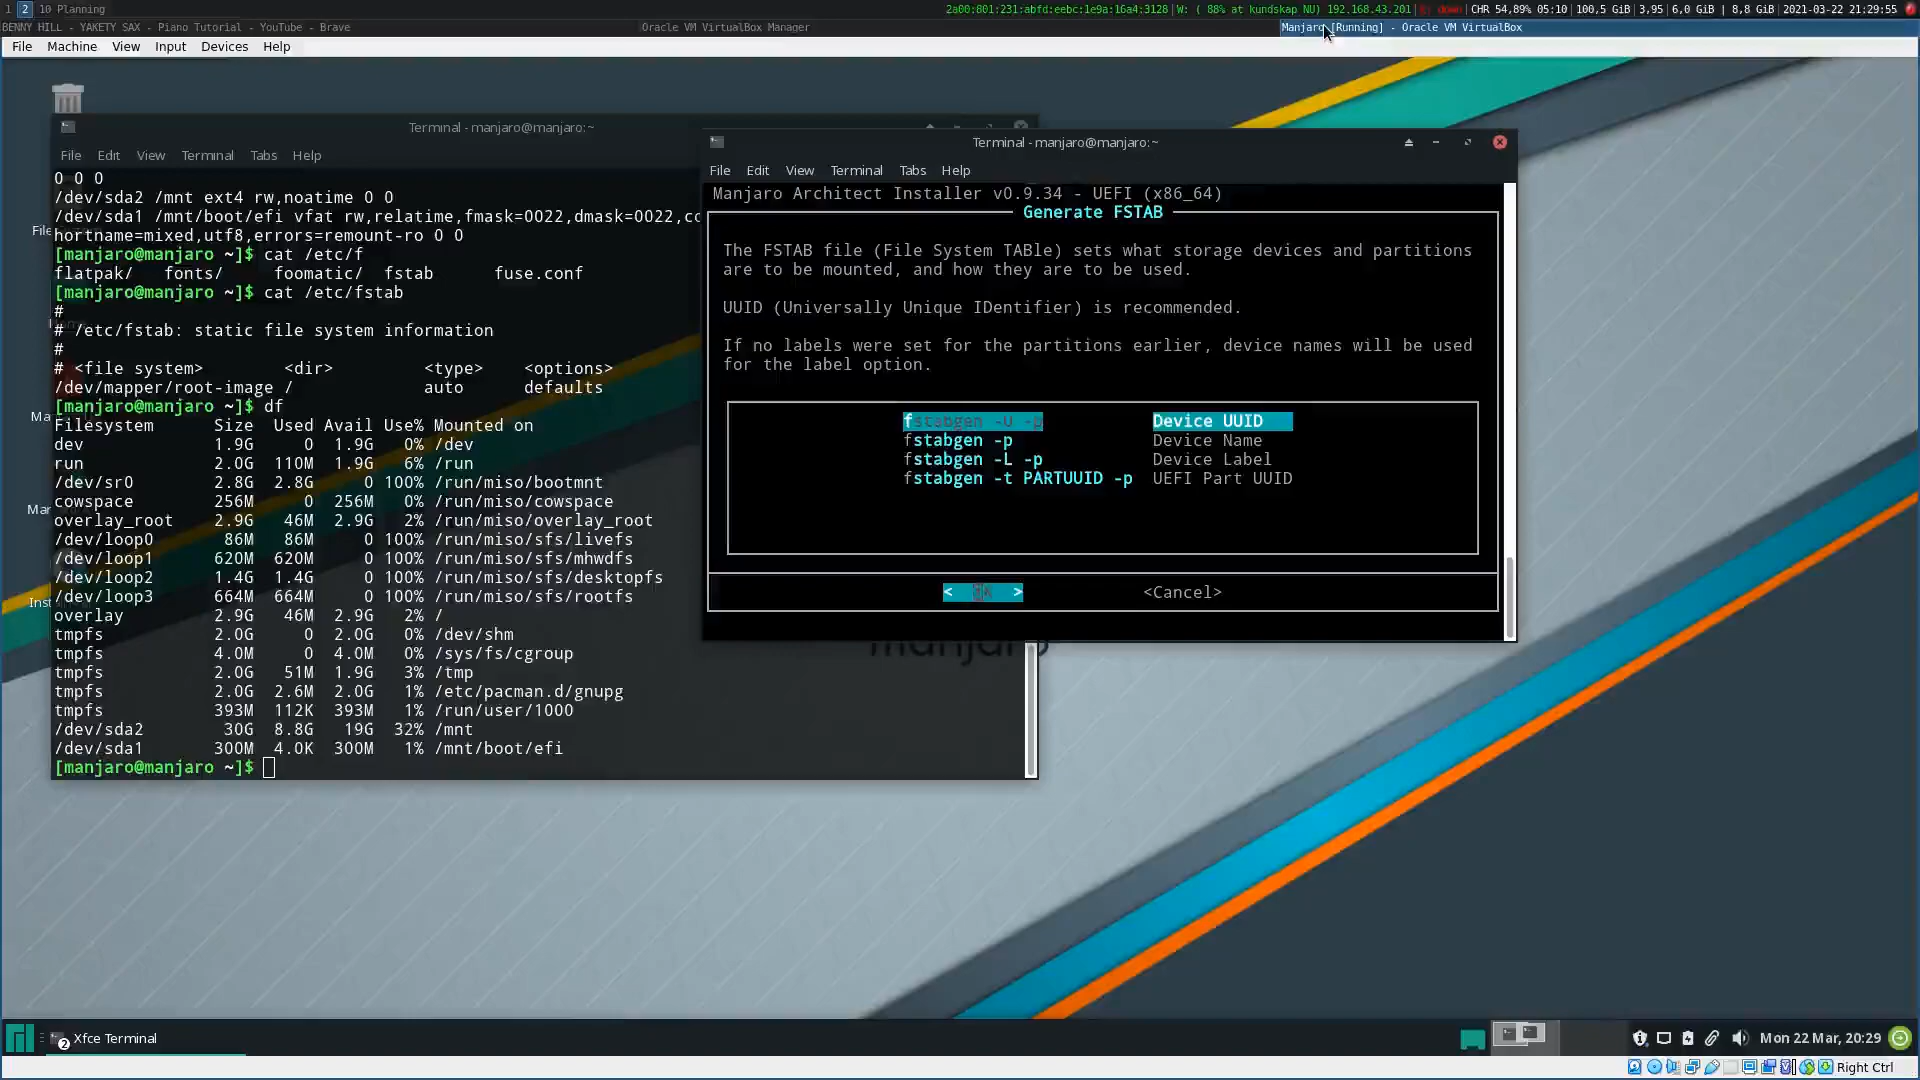 1 2 10 Planning
2a00:801:231:abfd:eebc:1e9a:16a4:3128| W: ( 88% at kundskap NU) 192.168.43.201| E: down| CHR 54,89% 05:10 | 100,5 GiB | 3,95 | 6,0 GiB | 8,8 GiB | 2021-03-22 21:29:55
BENNY HILL - YAKETY SAX - Piano Tutorial - YouTube - Brave
Oracle VM VirtualBox Manager
Manjaro [Running] - Oracle VM VirtualBox
File Machine View Input Devices Help
Terminal - manjaro@manjaro:~
File Edit View Terminal Tabs Help
0 0 0
/dev/sda2 /mnt ext4 rw,noatime 0 0
/dev/sda1 /mnt/boot/efi vfat rw,relatime,fmask=0022,dmask=0022,co
hortname=mixed,utf8,errors=remount-ro 0 0
[manjaro@manjaro ~]$ cat /etc/f
flatpak/ fonts/ foomatic/ fstab fuse.conf
[manjaro@manjaro ~]$ cat /etc/fstab
#
# /etc/fstab: static file system information
#
# <file system> <dir> <type> <options>
/dev/mapper/root-image / auto defaults
[manjaro@manjaro ~]$ df
Filesystem Size Used Avail Use% Mounted on
dev 1.9G 0 1.9G 0% /dev
run 2.0G 110M 1.9G 6% /run
/dev/sr0 2.8G 2.8G 0 100% /run/miso/bootmnt
cowspace 256M 0 256M 0% /run/miso/cowspace
overlay_root 2.9G 46M 2.9G 2% /run/miso/overlay_root
/dev/loop0 86M 86M 0 100% /run/miso/sfs/livefs
/dev/loop1 620M 620M 0 100% /run/miso/sfs/mhwdfs
/dev/loop2 1.4G 1.4G 0 100% /run/miso/sfs/desktopfs
/dev/loop3 664M 664M 0 100% /run/miso/sfs/rootfs
overlay 2.9G 46M 2.9G 2% /
tmpfs 2.0G 0 2.0G 0% /dev/shm
tmpfs 4.0M 0 4.0M 0% /sys/fs/cgroup
tmpfs 2.0G 51M 1.9G 3% /tmp
tmpfs 2.0G 2.6M 2.0G 1% /etc/pacman.d/gnupg
tmpfs 393M 112K 393M 1% /run/user/1000
/dev/sda2 30G 8.8G 19G 32% /mnt
/dev/sda1 300M 4.0K 300M 1% /mnt/boot/efi
[manjaro@manjaro ~]$
Terminal - manjaro@manjaro:~
File Edit View Terminal Tabs Help
Manjaro Architect Installer v0.9.34 - UEFI (x86_64)
Generate FSTAB
The FSTAB file (File System TABle) sets what storage devices and partitions
are to be mounted, and how they are to be used.
UUID (Universally Unique IDentifier) is recommended.
If no labels were set for the partitions earlier, device names will be used
for the label option.
fstabgen -U -p Device UUID
fstabgen -p Device Name
fstabgen -L -p Device Label
fstabgen -t PARTUUID -p UEFI Part UUID
< OK > <Cancel>
manjaro
2 Xfce Terminal
Mon 22 Mar, 20:29
Right Ctrl